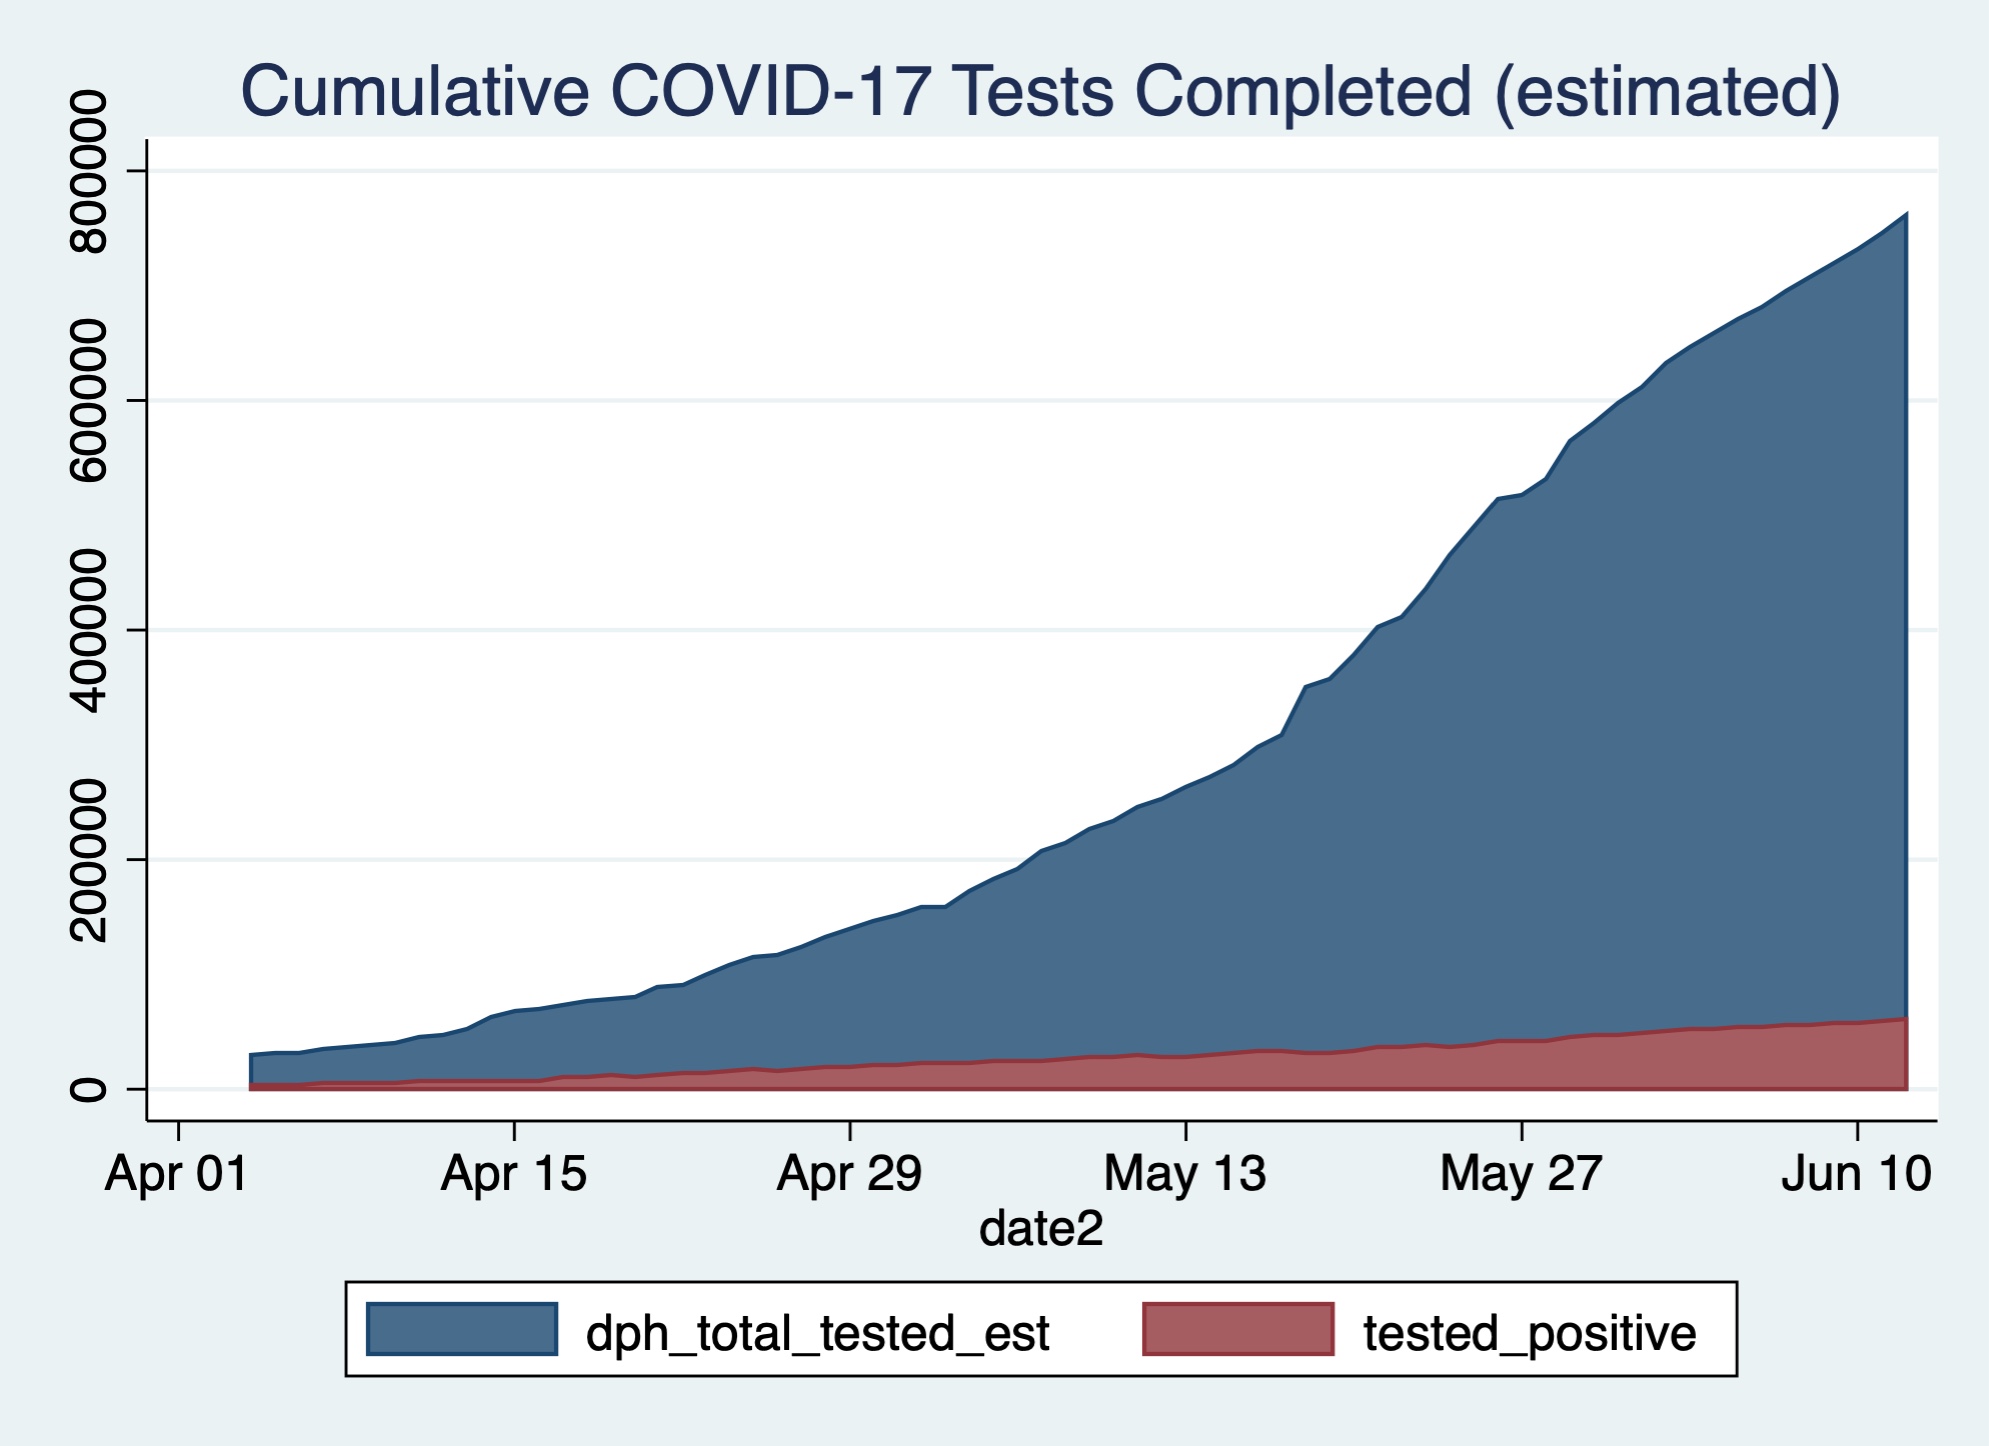 Cumulative COVID-17 Tests Completed (estimated)
800000
600000
400000
200000
0
Apr 01 Apr 15 Apr 29 May 13 May 27 Jun 10
date2
dph_total_tested_est tested_positive